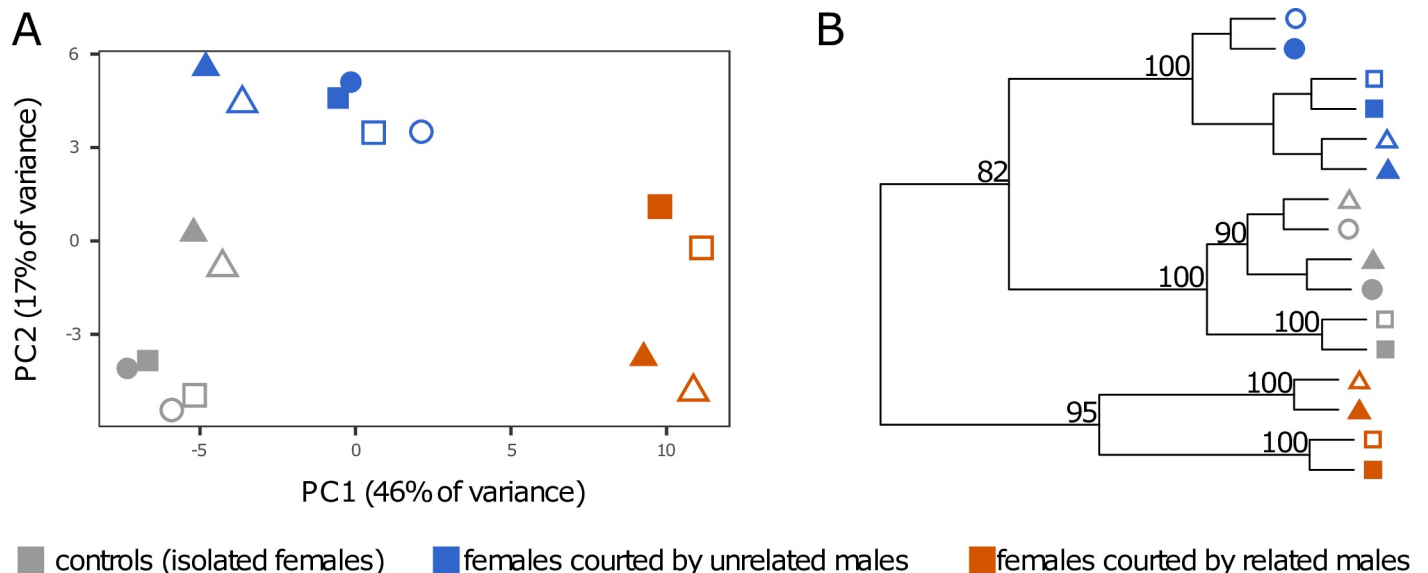 A
B
6
3
0
-3
PC2 (17% of variance)
-5
0
5
10
PC1 (46% of variance)
100
82
90
100
100
100
95
100
controls (isolated females)
females courted by unrelated males
females courted by related males